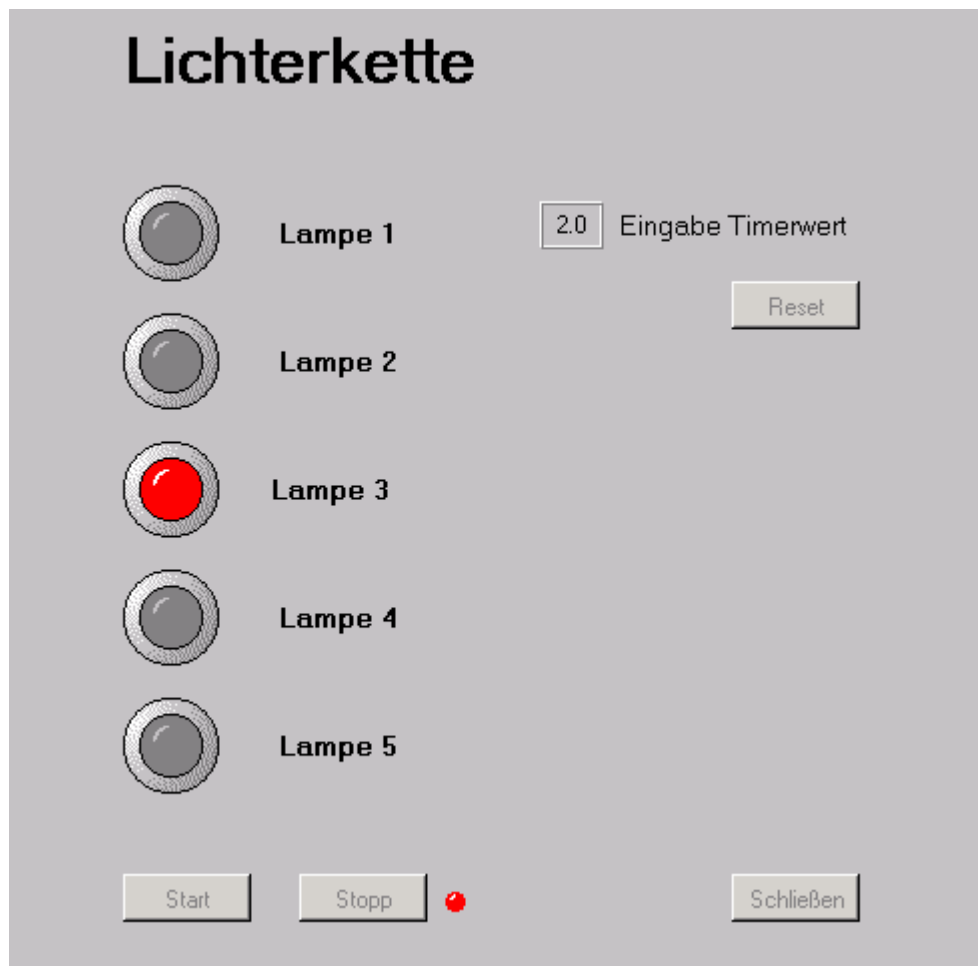 Lichterkette
Lampe 1
2.0 Eingabe Timerwert
Reset
Lampe 2
Lampe 3
Lampe 4
Lampe 5
Start
Stopp
Schließen